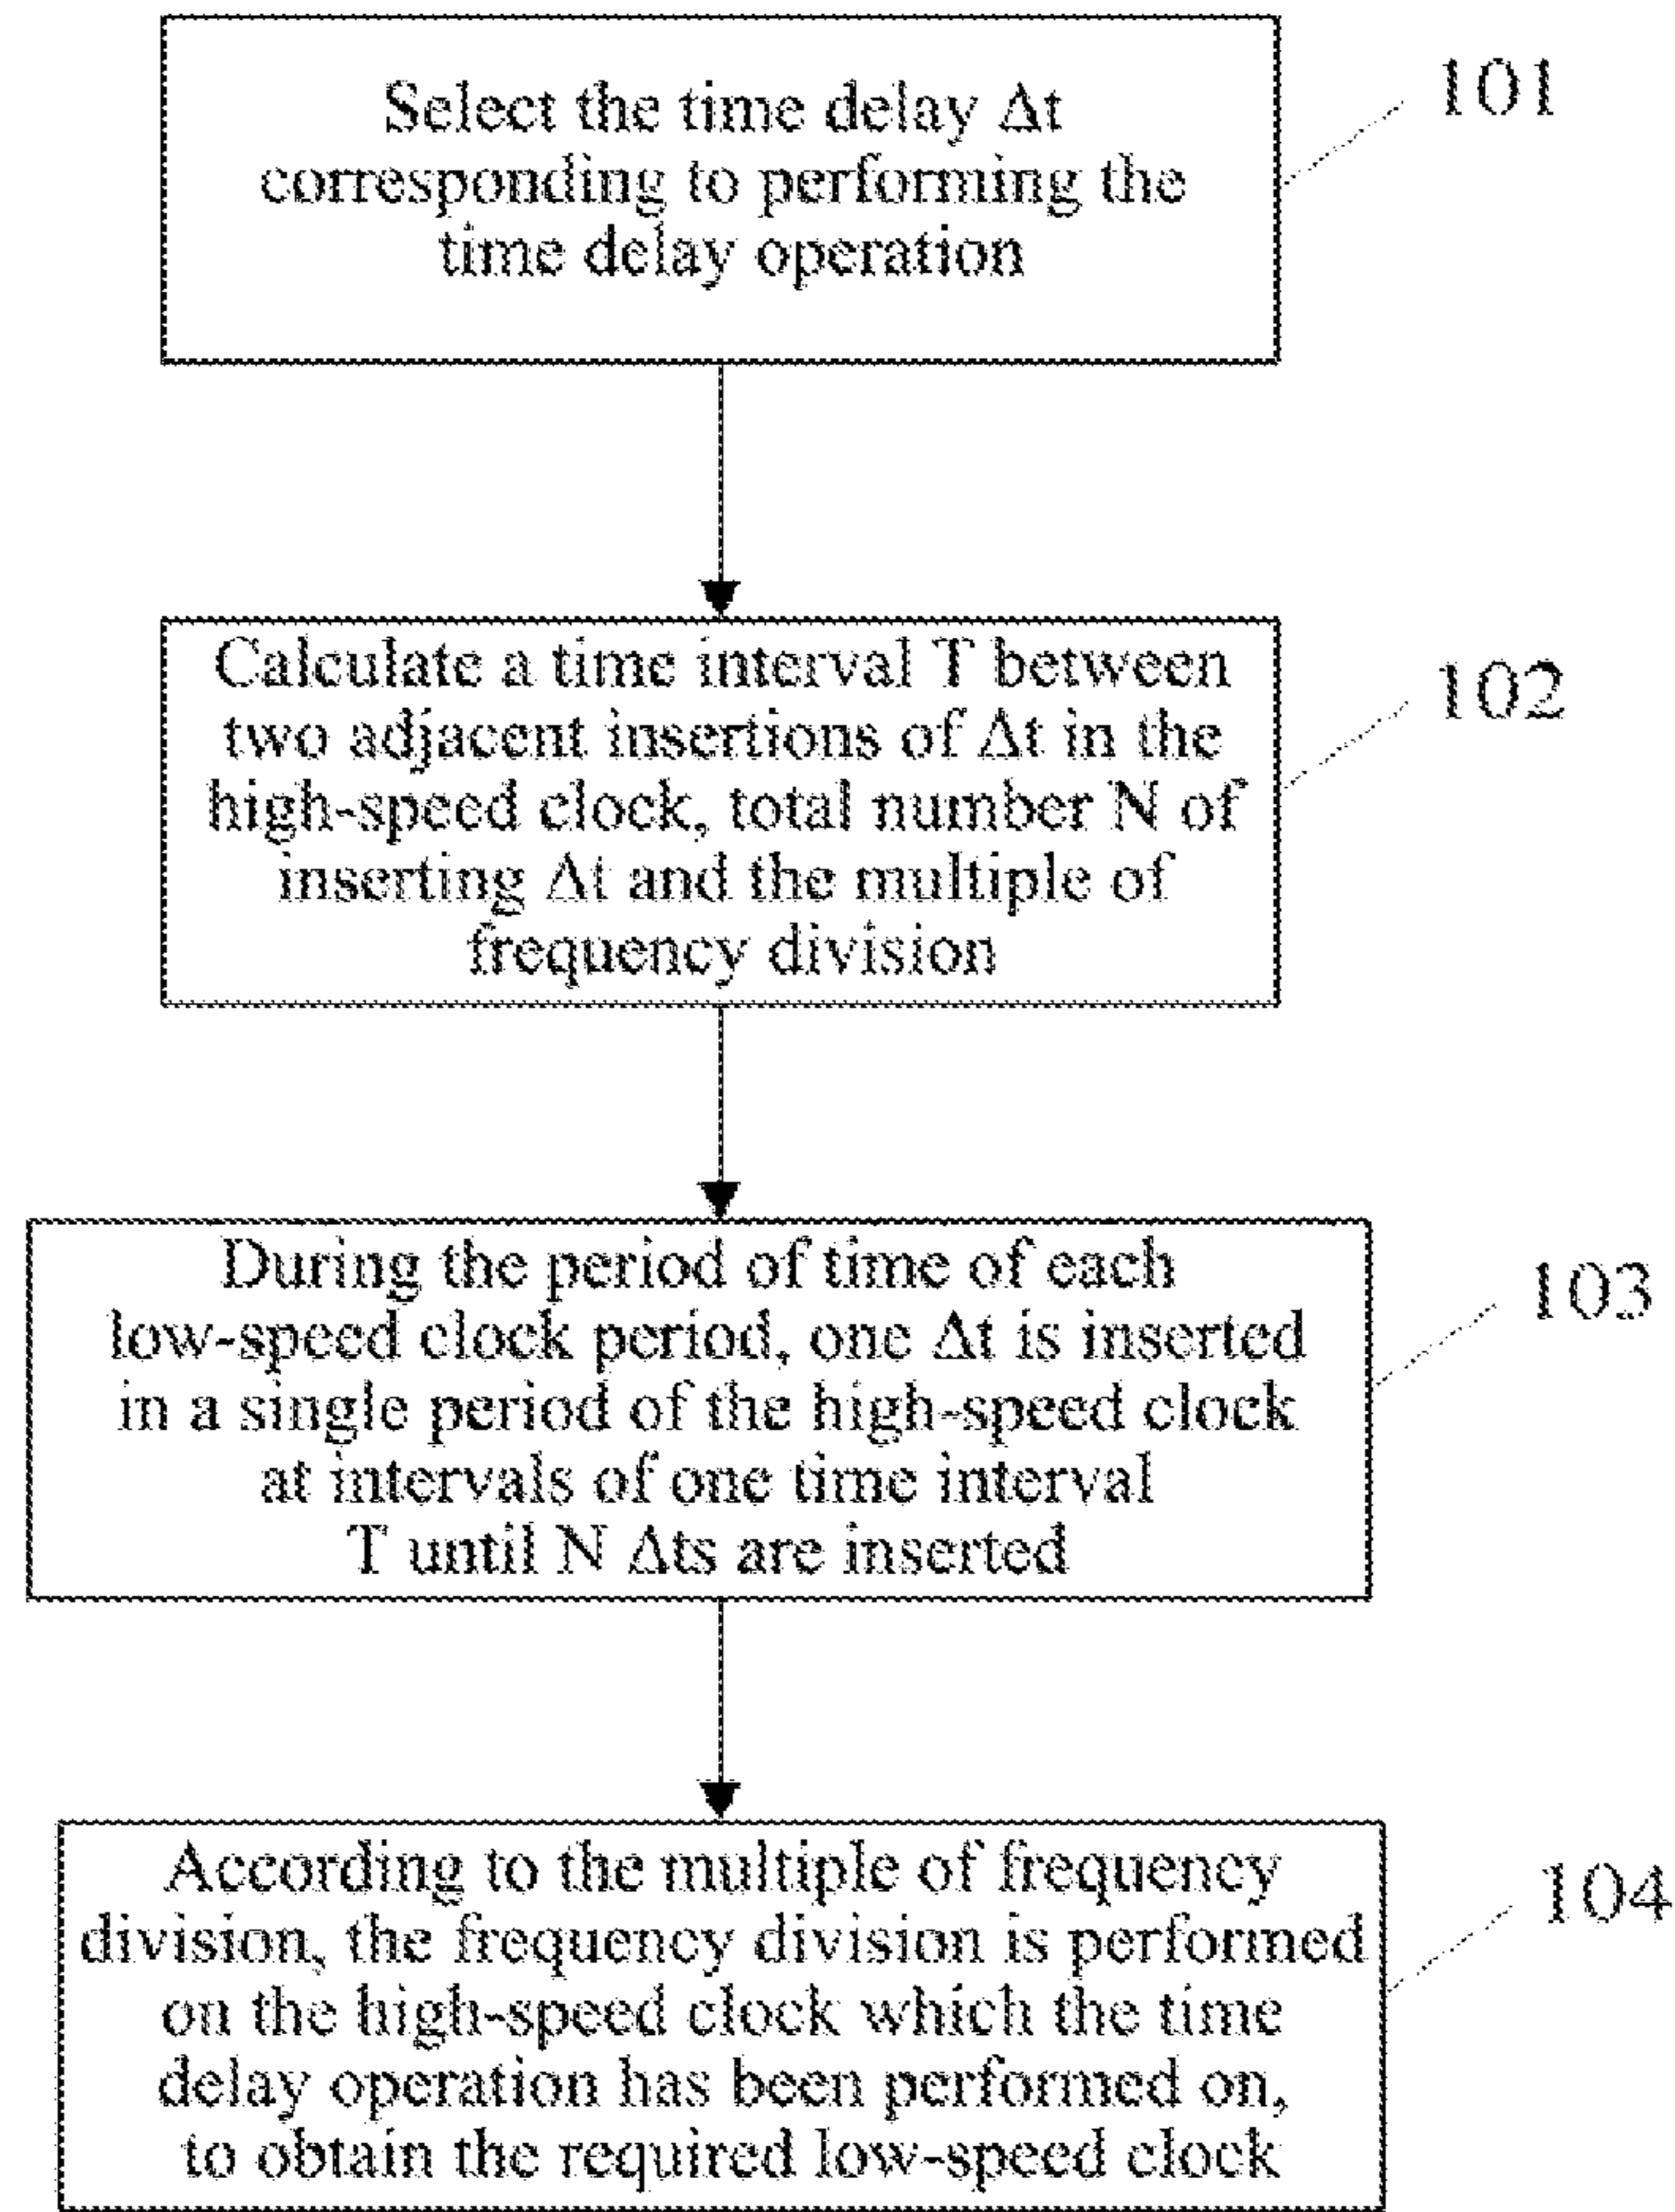 Select the time delay Δt
corresponding to performing the
time delay operation
101
Calculate a time interval T between
two adjacent insertions of Δt in the
high-speed clock, total number N of
inserting Δt and the multiple of
frequency division
102
During the period of time of each
low-speed clock period, one Δt is inserted
in a single period of the high-speed clock
at intervals of one time interval
T until N Δts are inserted
103
According to the multiple of frequency
division, the frequency division is performed
on the high-speed clock which the time
delay operation has been performed on,
to obtain the required low-speed clock
104